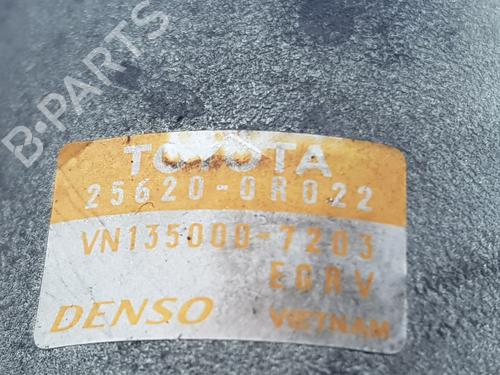 B-PARTS
TOYOTA
25620-0R022
VN135000-7203
EGRV
DENSO VIETNAM